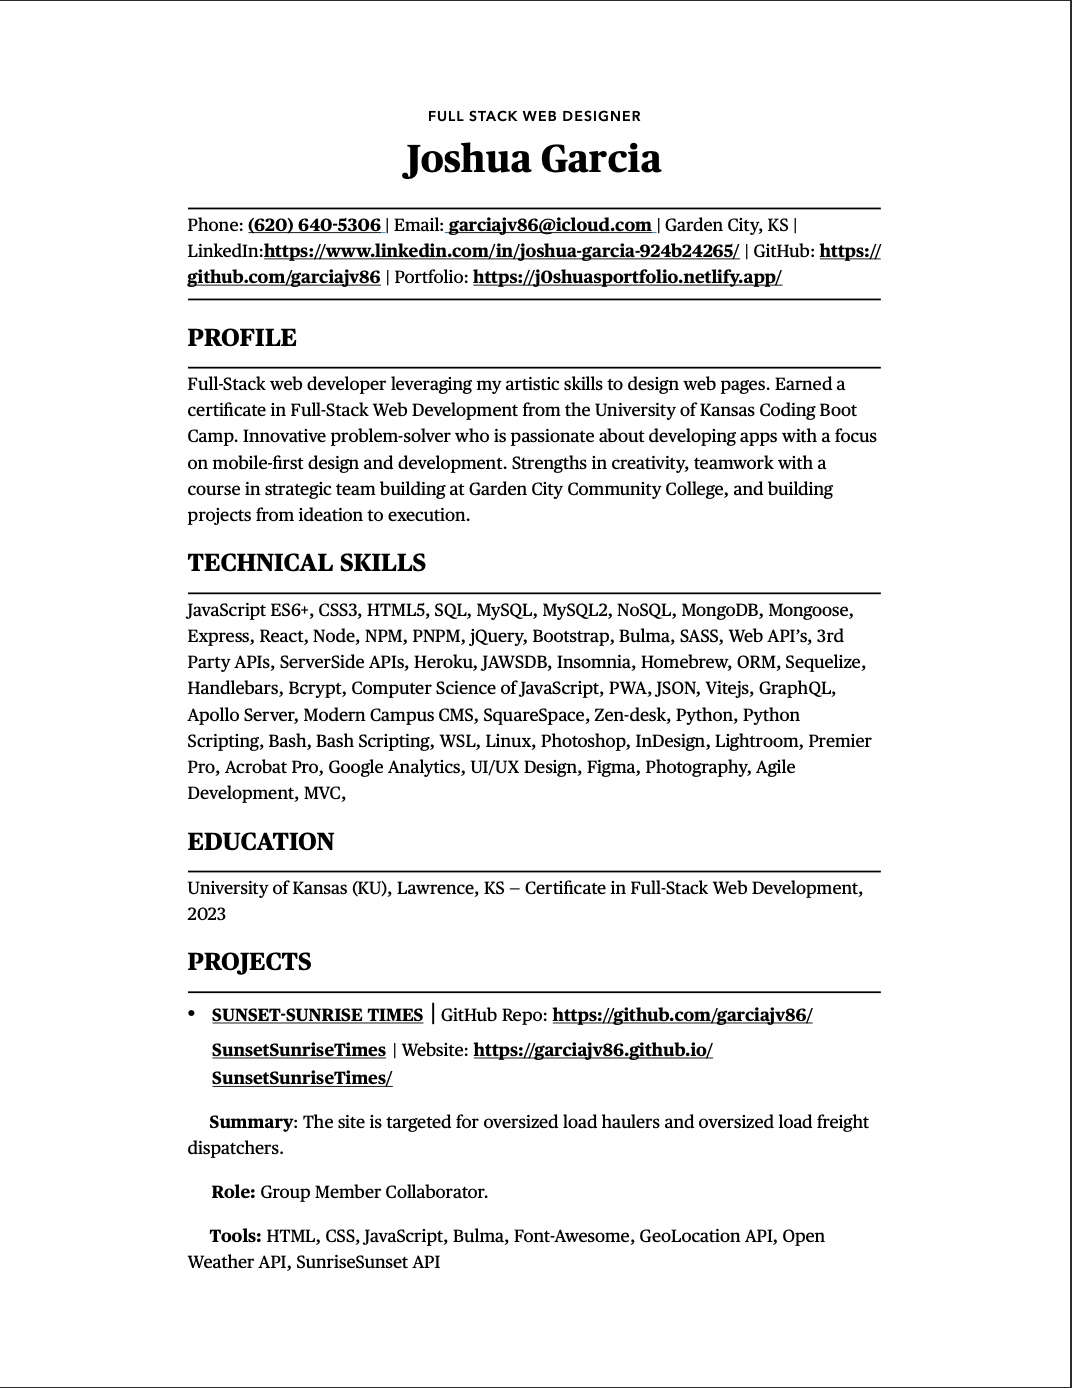 FULL STACK WEB DESIGNER
Joshua Garcia
Phone: (620) 640-5306 | Email: garciajv86@icloud.com | Garden City, KS |
LinkedIn:https://www.linkedin.com/in/joshua-garcia-924b24265/ | GitHub: https://
github.com/garciajv86 | Portfolio: https://j0shuasportfolio.netlify.app/
PROFILE
Full-Stack web developer leveraging my artistic skills to design web pages. Earned a
certificate in Full-Stack Web Development from the University of Kansas Coding Boot
Camp. Innovative problem-solver who is passionate about developing apps with a focus
on mobile-first design and development. Strengths in creativity, teamwork with a
course in strategic team building at Garden City Community College, and building
projects from ideation to execution.
TECHNICAL SKILLS
JavaScript ES6+, CSS3, HTML5, SQL, MySQL, MySQL2, NoSQL, MongoDB, Mongoose,
Express, React, Node, NPM, PNPM, jQuery, Bootstrap, Bulma, SASS, Web API’s, 3rd
Party APIs, ServerSide APIs, Heroku, JAWSDB, Insomnia, Homebrew, ORM, Sequelize,
Handlebars, Bcrypt, Computer Science of JavaScript, PWA, JSON, Vitejs, GraphQL,
Apollo Server, Modern Campus CMS, SquareSpace, Zen-desk, Python, Python
Scripting, Bash, Bash Scripting, WSL, Linux, Photoshop, InDesign, Lightroom, Premier
Pro, Acrobat Pro, Google Analytics, UI/UX Design, Figma, Photography, Agile
Development, MVC,
EDUCATION
University of Kansas (KU), Lawrence, KS – Certificate in Full-Stack Web Development,
2023
PROJECTS
• SUNSET-SUNRISE TIMES | GitHub Repo: https://github.com/garciajv86/
SunsetSunriseTimes | Website: https://garciajv86.github.io/
SunsetSunriseTimes/
Summary: The site is targeted for oversized load haulers and oversized load freight
dispatchers.
Role: Group Member Collaborator.
Tools: HTML, CSS, JavaScript, Bulma, Font-Awesome, GeoLocation API, Open
Weather API, SunriseSunset API